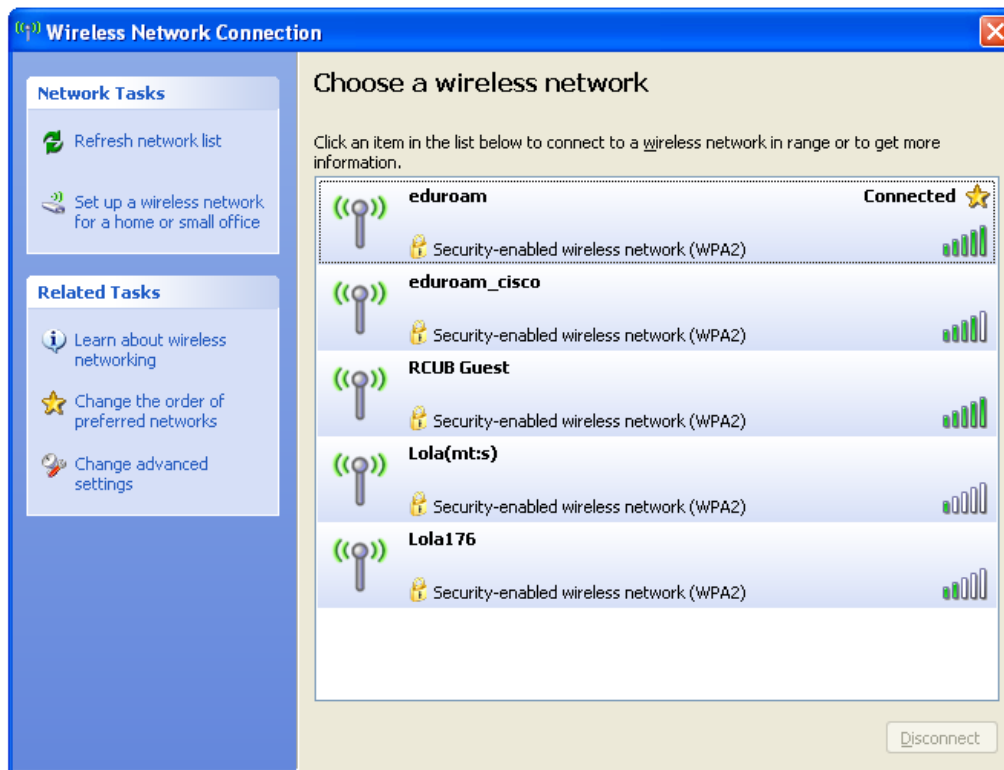 Wireless Network Connection
Network Tasks
Refresh network list
Set up a wireless network
for a home or small office
Related Tasks
Learn about wireless
networking
Change the order of
preferred networks
Change advanced
settings
Choose a wireless network
Click an item in the list below to connect to a wireless network in range or to get more
information.
eduroam Connected
Security-enabled wireless network (WPA2)
eduroam_cisco
Security-enabled wireless network (WPA2)
RCUB Guest
Security-enabled wireless network (WPA2)
Lola(mt:s)
Security-enabled wireless network (WPA2)
Lola176
Security-enabled wireless network (WPA2)
Disconnect